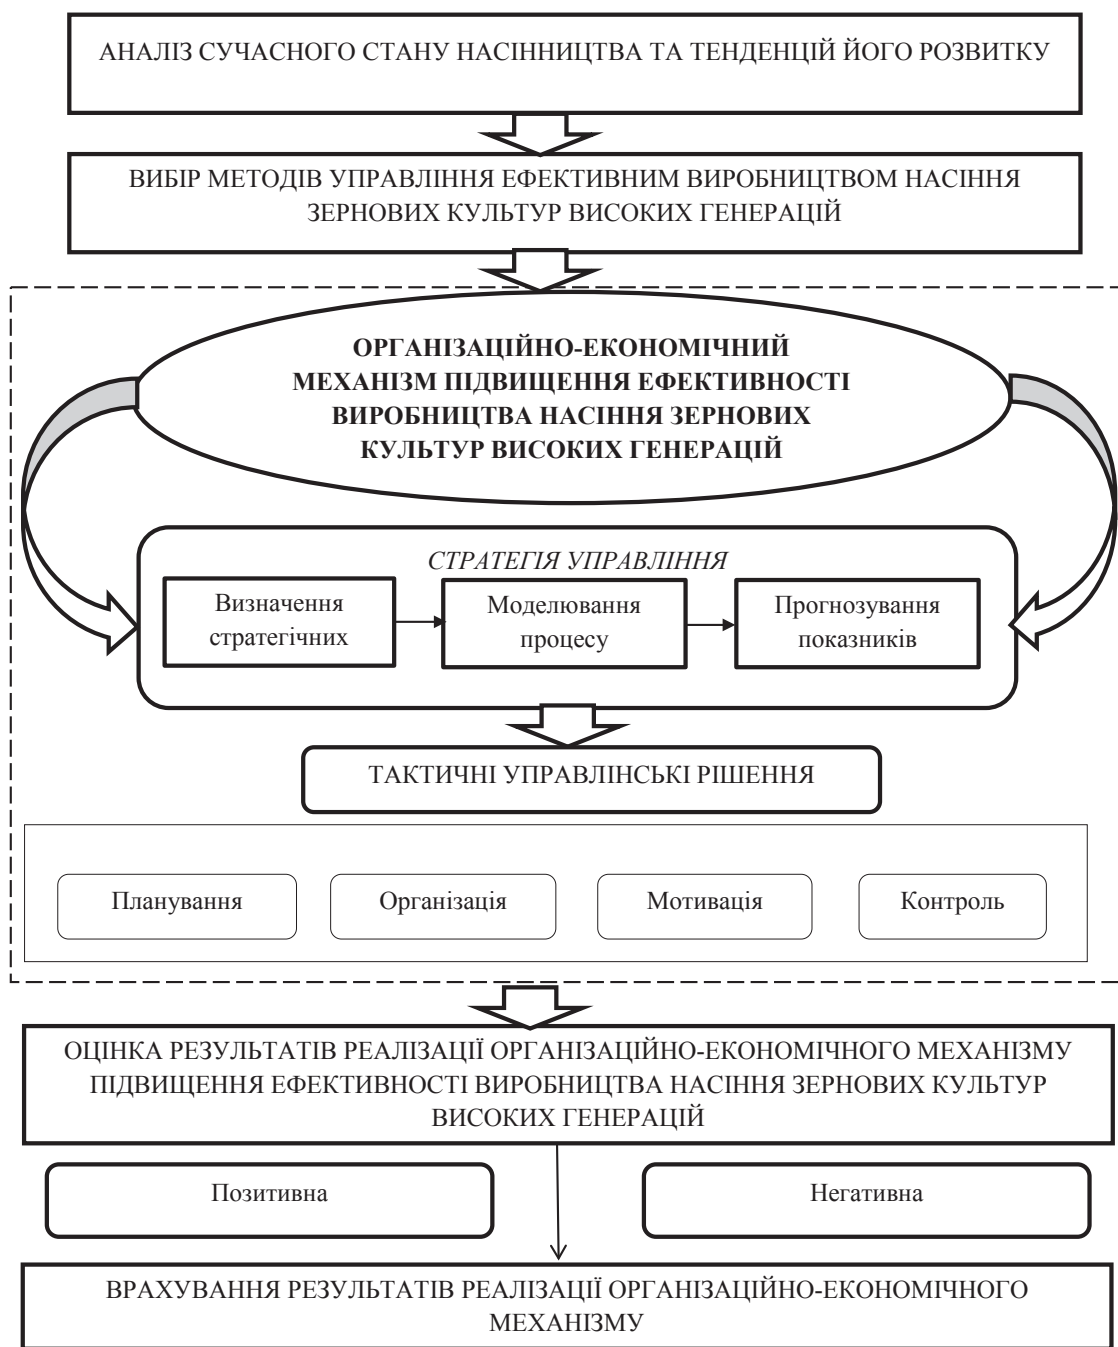 АНАЛІЗ СУЧАСНОГО СТАНУ НАСІННИЦТВА ТА ТЕНДЕНЦІЙ ЙОГО РОЗВИТКУ
ВИБІР МЕТОДІВ УПРАВЛІННЯ ЕФЕКТИВНИМ ВИРОБНИЦТВОМ НАСІННЯ
ЗЕРНОВИХ КУЛЬТУР ВИСОКИХ ГЕНЕРАЦІЙ
ОРГАНІЗАЦІЙНО-ЕКОНОМІЧНИЙ
МЕХАНІЗМ ПІДВИЩЕННЯ ЕФЕКТИВНОСТІ
ВИРОБНИЦТВА НАСІННЯ ЗЕРНОВИХ
КУЛЬТУР ВИСОКИХ ГЕНЕРАЦІЙ
СТРАТЕГІЯ УПРАВЛІННЯ
Визначення
стратегічних
Моделювання
процесу
Прогнозування
показників
ТАКТИЧНІ УПРАВЛІНСЬКІ РІШЕННЯ
Планування
Організація
Мотивація
Контроль
ОЦІНКА РЕЗУЛЬТАТІВ РЕАЛІЗАЦІЇ ОРГАНІЗАЦІЙНО-ЕКОНОМІЧНОГО МЕХАНІЗМУ
ПІДВИЩЕННЯ ЕФЕКТИВНОСТІ ВИРОБНИЦТВА НАСІННЯ ЗЕРНОВИХ КУЛЬТУР
ВИСОКИХ ГЕНЕРАЦІЙ
Позитивна
Негативна
ВРАХУВАННЯ РЕЗУЛЬТАТІВ РЕАЛІЗАЦІЇ ОРГАНІЗАЦІЙНО-ЕКОНОМІЧНОГО
МЕХАНІЗМУ